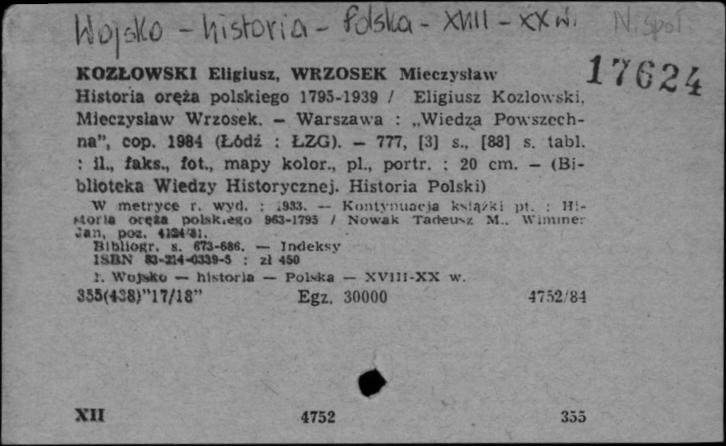 Wojsko - historia - Polska - XVIII - XX w. N. społ.
KOZŁOWSKI Eligiusz, WRZOSEK Mieczysław
17624
Historia oręża polskiego 1795-1939 / Eligiusz Kozłowski,
Mieczysław Wrzosek. — Warszawa : „Wiedza Powszech-
na”, cop. 1984 (Łódź : ŁZG). — 777, [3] s., [88] s. tabl.
: il., faks., fot., mapy kolor., pl., portr. ; 20 cm. — (Bi-
blioteka Wiedzy Historycznej. Historia Polski)
W metryce r. wyd. : 1983. — Kontynuacja książki pt. : Hi-
storia oręża polskiego 963-1795 / Nowak Tadeusz M., Wimmer
Jan, poz. 4124/81.
Bibliogr. s. 673-686. — Indeksy
ISBN 83-214-0339-5 : zł 450
I. Wojsko — historia — Polska — XVIII-XX w.
355(438)"17/18" Egz. 30000 4752/84
XII 4752 355